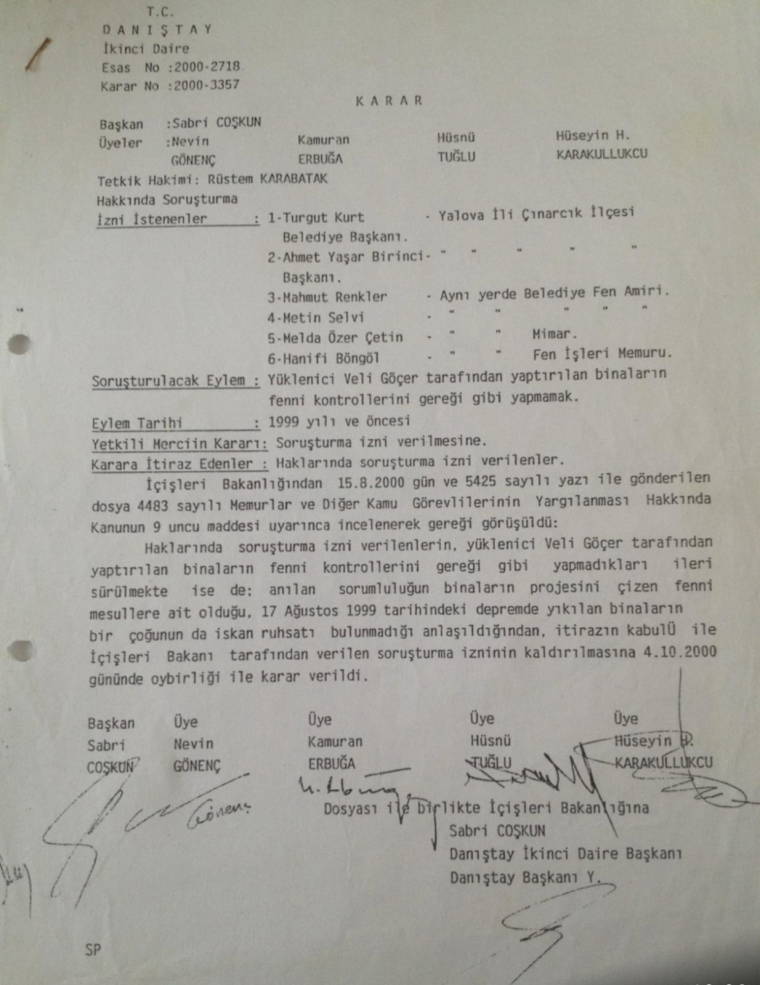 T.C.
D A N I Ş T A Y
İkinci Daire
Esas No :2000-2718
Karar No :2000-3357
K A R A R
Başkan :Sabri COŞKUN
Üyeler :Nevin Kamuran Hüsnü Hüseyin H.
GÖNENÇ ERBUĞA TUĞLU KARAKULLUKCU
Tetkik Hakimi: Rüstem KARABATAK
Hakkında Soruşturma
İzni İstenenler : 1-Turgut Kurt - Yalova İli Çınarcık İlçesi
Belediye Başkanı.
2-Ahmet Yaşar Birinci- " " " " "
Başkanı.
3-Mahmut Renkler - Aynı yerde Belediye Fen Amiri.
4-Metin Selvi - " " " " "
5-Melda Özer Çetin - " " Mimar.
6-Hanifi Böngöl - " " Fen İşleri Memuru.
Soruşturulacak Eylem : Yüklenici Veli Göçer tarafından yaptırılan binaların
fenni kontrollerini gereği gibi yapmamak.
Eylem Tarihi : 1999 yılı ve öncesi
Yetkili Merciin Kararı: Soruşturma izni verilmesine.
Karara İtiraz Edenler : Haklarında soruşturma izni verilenler.
İçişleri Bakanlığından 15.8.2000 gün ve 5425 sayılı yazı ile gönderilen
dosya 4483 sayılı Memurlar ve Diğer Kamu Görevlilerinin Yargılanması Hakkında
Kanunun 9 uncu maddesi uyarınca incelenerek gereği görüşüldü:
Haklarında soruşturma izni verilenlerin, yüklenici Veli Göçer tarafından
yaptırılan binaların fenni kontrollerini gereği gibi yapmadıkları ileri
sürülmekte ise de; anılan sorumluluğun binaların projesini çizen fenni
mesullere ait olduğu, 17 Ağustos 1999 tarihindeki depremde yıkılan binaların
bir çoğunun da iskan ruhsatı bulunmadığı anlaşıldığından, itirazın kabulÜ ile
İçişleri Bakanı tarafından verilen soruşturma izninin kaldırılmasına 4.10.2000
gününde oybirliği ile karar verildi.
Başkan Üye Üye Üye Üye
Sabri Nevin Kamuran Hüsnü Hüseyin H.
COŞKUN GÖNENÇ ERBUĞA TUĞLU KARAKULLUKCU
Gönenç
Dosyası ile birlikte İçişleri Bakanlığına
Sabri COŞKUN
Danıştay İkinci Daire Başkanı
Danıştay Başkanı Y.
SP